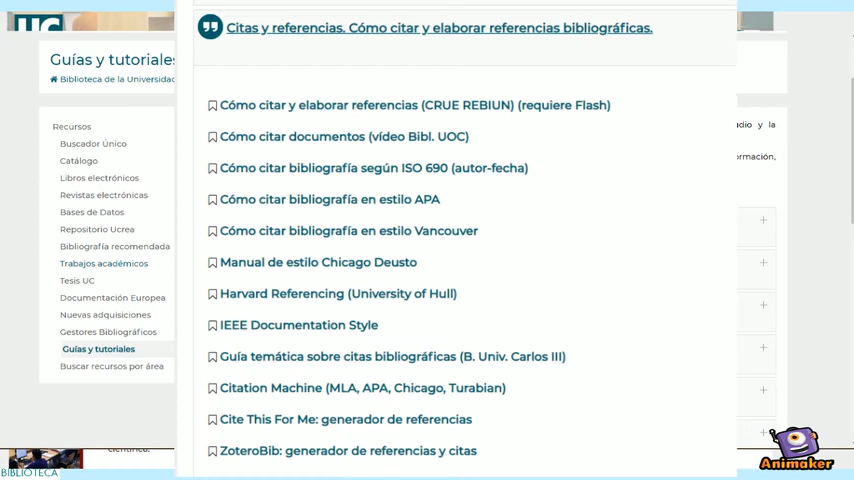 UC
Citas y referencias. Cómo citar y elaborar referencias bibliográficas.
Guías y tutoriales
Biblioteca de la Universidad
Recursos
Buscador Único
Catálogo
Libros electrónicos
Revistas electrónicas
Bases de Datos
Repositorio Ucrea
Bibliografía recomendada
Trabajos académicos
Tesis UC
Documentación Europea
Nuevas adquisiciones
Gestores Bibliográficos
Guías y tutoriales
Buscar recursos por área
Cómo citar y elaborar referencias (CRUE REBIUN) (requiere Flash)
Cómo citar documentos (vídeo Bibl. UOC)
Cómo citar bibliografía según ISO 690 (autor-fecha)
Cómo citar bibliografía en estilo APA
Cómo citar bibliografía en estilo Vancouver
Manual de estilo Chicago Deusto
Harvard Referencing (University of Hull)
IEEE Documentation Style
Guía temática sobre citas bibliográficas (B. Univ. Carlos III)
Citation Machine (MLA, APA, Chicago, Turabian)
Cite This For Me: generador de referencias
ZoteroBib: generador de referencias y citas
y la
científica.
BIBLIOTECA
Animaker